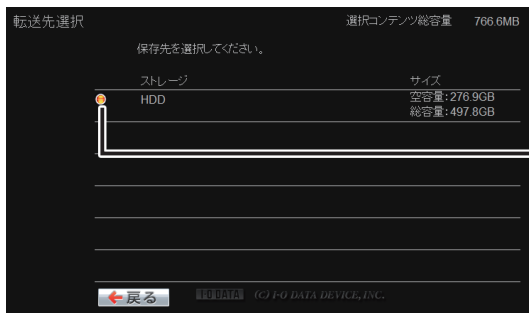 転送先選択 選択コンテンツ総容量 766.6MB
保存先を選択してください。
ストレージ サイズ
HDD 空容量:276.9GB
総容量:497.8GB
戻る I-O DATA (C) I-O DATA DEVICE, INC.